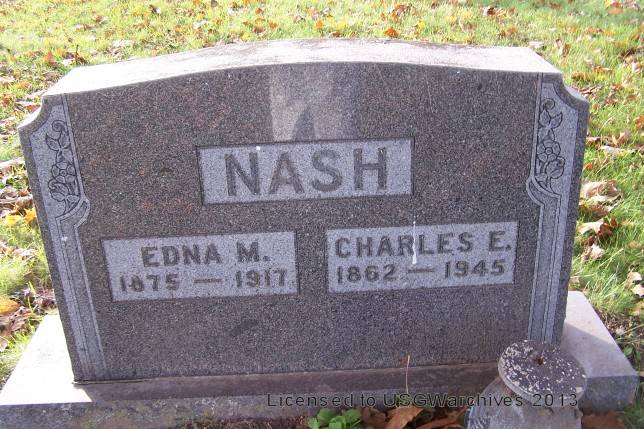 NASH
EDNA M.
1875 — 1917
CHARLES E.
1862 — 1945
Licensed to USGWarchives 2013